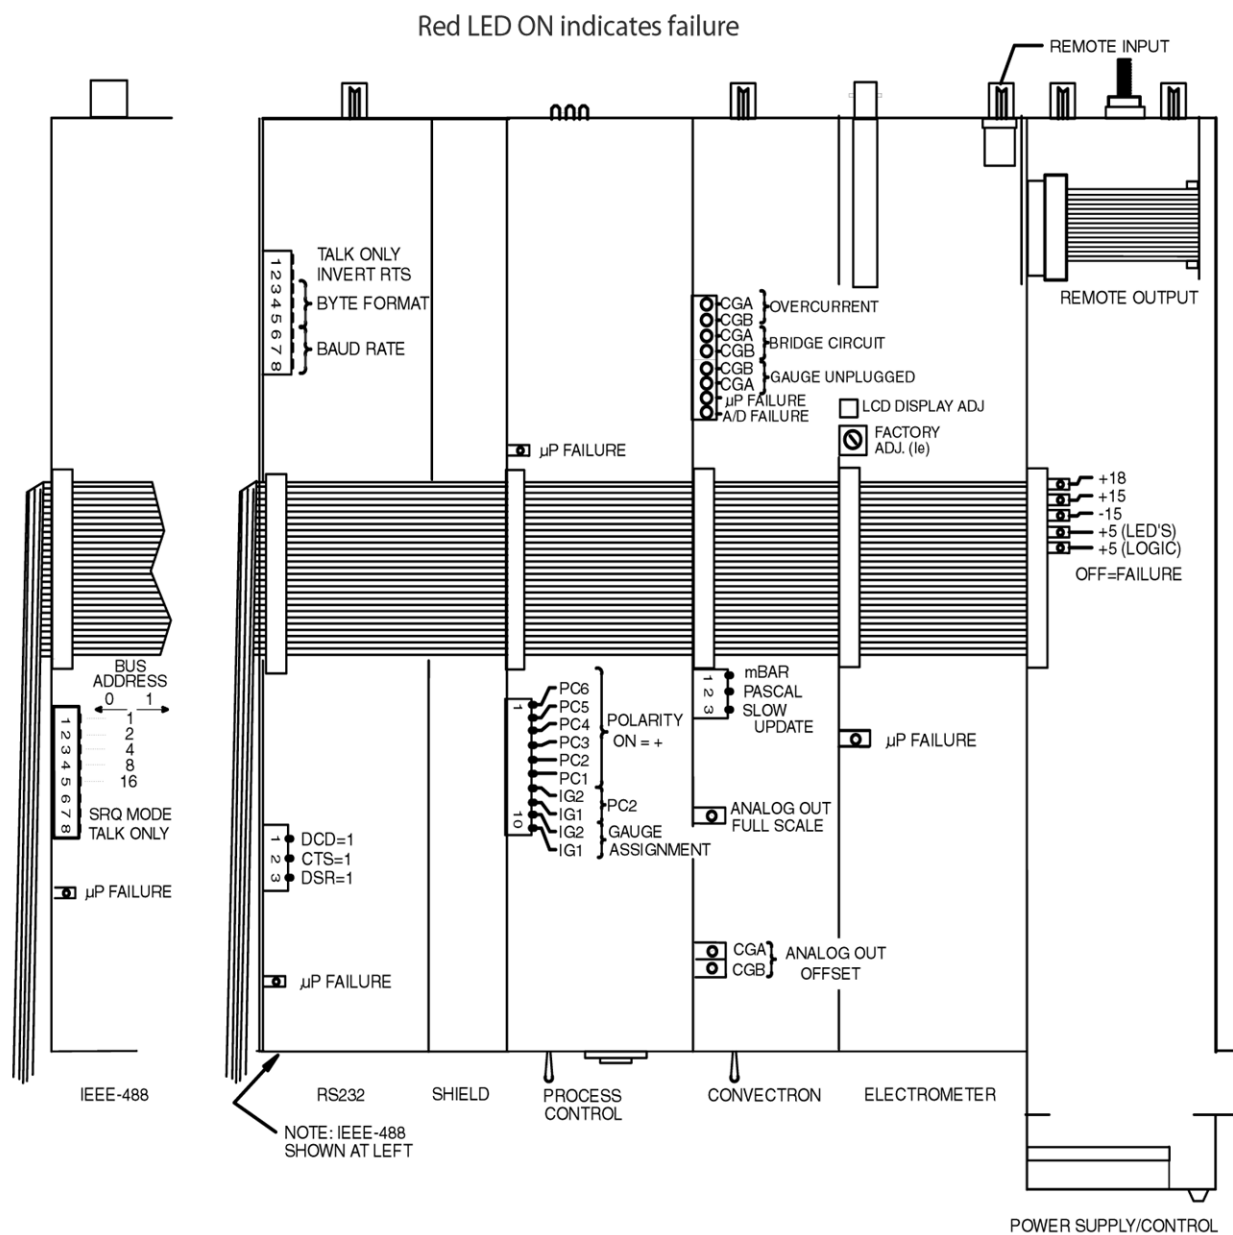 Red LED ON indicates failure
REMOTE INPUT
REMOTE OUTPUT
1
2
3
4
5
6
7
8
TALK ONLY
INVERT RTS
BYTE FORMAT
BAUD RATE
CGA
CGB
OVERCURRENT
CGA
CGB
BRIDGE CIRCUIT
CGB
CGA
GAUGE UNPLUGGED
µP FAILURE
A/D FAILURE
LCD DISPLAY ADJ
FACTORY
ADJ. (Ie)
µP FAILURE
+18
+15
-15
+5 (LED'S)
+5 (LOGIC)
OFF=FAILURE
BUS
ADDRESS
0 1
1
2
3
4
5
6
7
8
1
2
4
8
16
SRQ MODE
TALK ONLY
µP FAILURE
1
2
3
DCD=1
CTS=1
DSR=1
µP FAILURE
1
10
PC6
PC5
PC4
PC3
PC2
PC1
IG2
IG1
IG2
IG1
POLARITY
ON = +
PC2
GAUGE
ASSIGNMENT
1
2
3
mBAR
PASCAL
SLOW
UPDATE
µP FAILURE
ANALOG OUT
FULL SCALE
CGA
CGB
ANALOG OUT
OFFSET
IEEE-488
RS232
SHIELD
PROCESS
CONTROL
CONVECTRON
ELECTROMETER
NOTE: IEEE-488
SHOWN AT LEFT
POWER SUPPLY/CONTROL